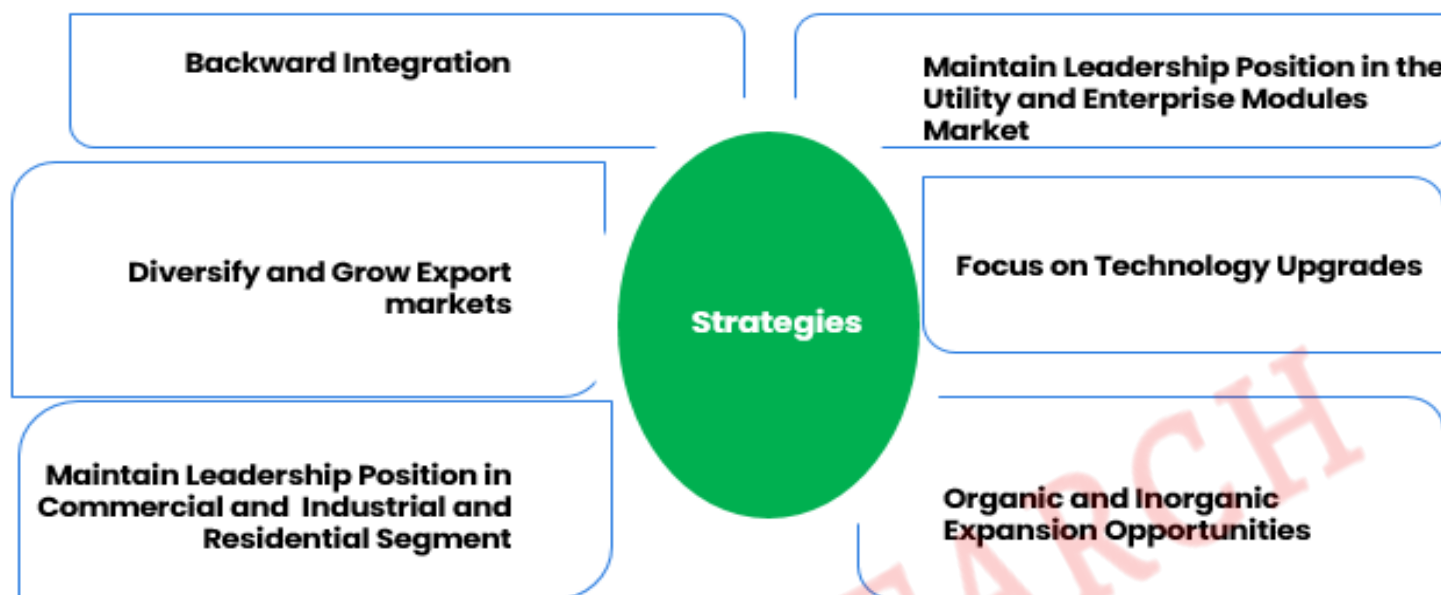 Backward Integration
Maintain Leadership Position in the
Utility and Enterprise Modules
Market
Diversify and Grow Export
markets
Strategies
Focus on Technology Upgrades
Maintain Leadership Position in
Commercial and  Industrial and
Residential Segment
Organic and Inorganic
Expansion Opportunities